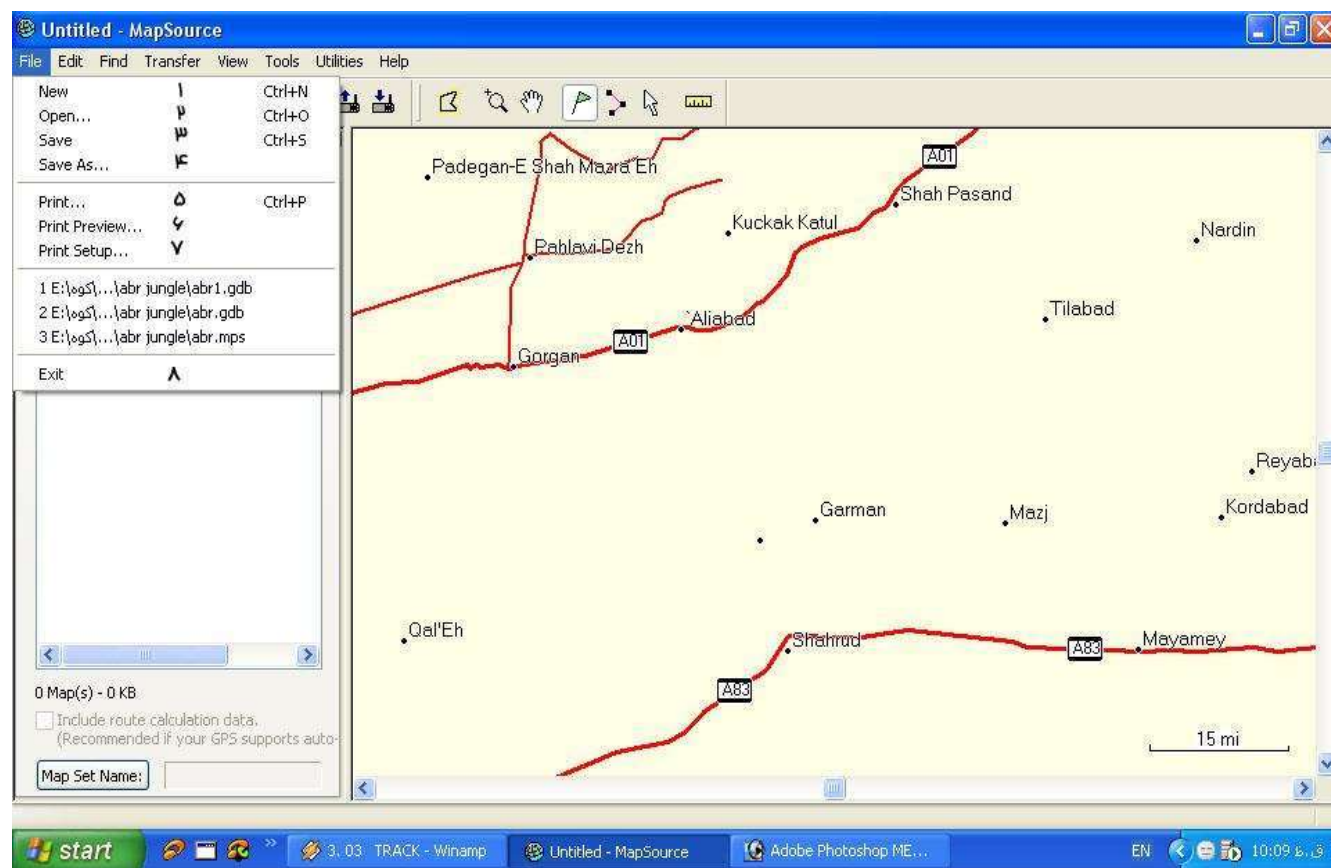 Untitled - MapSource
File Edit Find Transfer View Tools Utilities Help
New ۱ Ctrl+N
Open... ۲ Ctrl+O
Save ۳ Ctrl+S
Save As... ۴
Print... ۵ Ctrl+P
Print Preview... ۶
Print Setup... ۷
1 E:\کوه\...\abr jungle\abr1.gdb
2 E:\کوه\...\abr jungle\abr.gdb
3 E:\کوه\...\abr jungle\abr.mps
Exit ۸
0 Map(s) - 0 KB
Include route calculation data.
(Recommended if your GPS supports auto-
Map Set Name:
A01
Padegan-E Shah Mazra'Eh
Shah Pasand
Kuckak Katul
Nardin
Pahlavi Dezh
Tilabad
`Aliabad
A01
Gorgan
Reyab
Garman
Mazj
Kordabad
Qal'Eh
Shahrud
A83
Mayamey
A83
15 mi
start
3. 03 TRACK - Winamp
Untitled - MapSource
Adobe Photoshop ME...
EN
10:09 ق.ظ